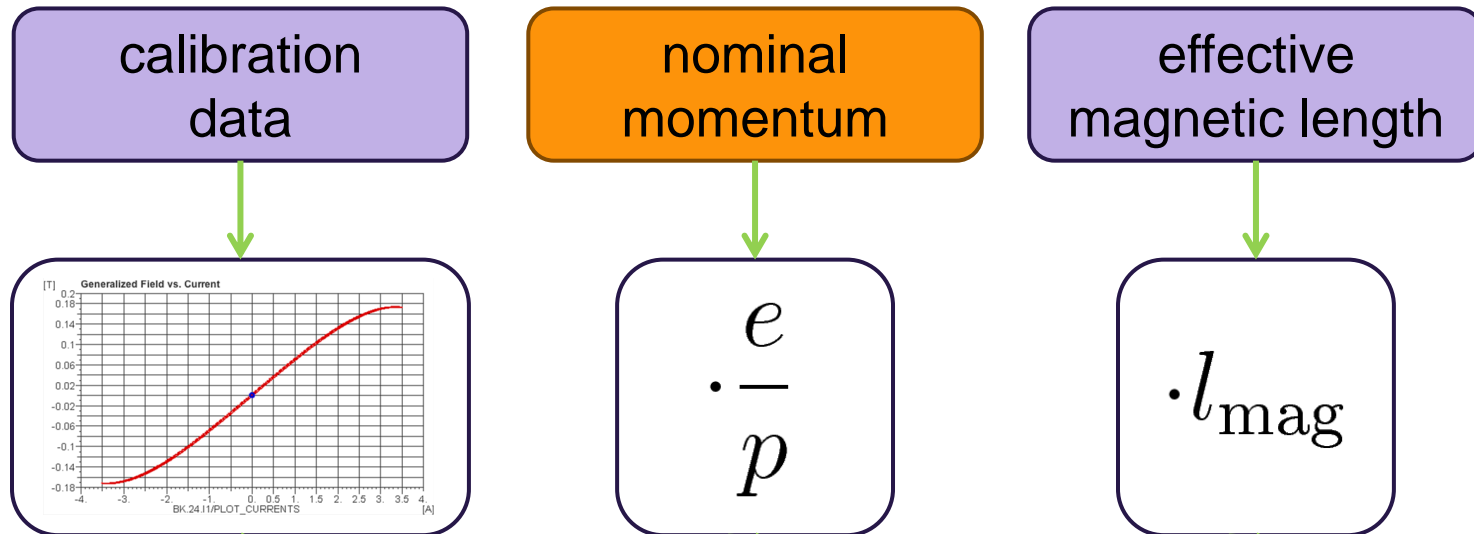 calibration
data
nominal
momentum
effective
magnetic length
[T] Generalized Field vs. Current
0.2
0.18
0.14
0.1
0.06
0.02
-0.02
-0.06
-0.1
-0.14
-0.18
-4. -3. -2. -1. 0. 0.5 1. 1.5 2. 2.5 3. 3.5 4.
BK.24.I1/PLOT_CURRENTS [A]
· e
p
·lmag